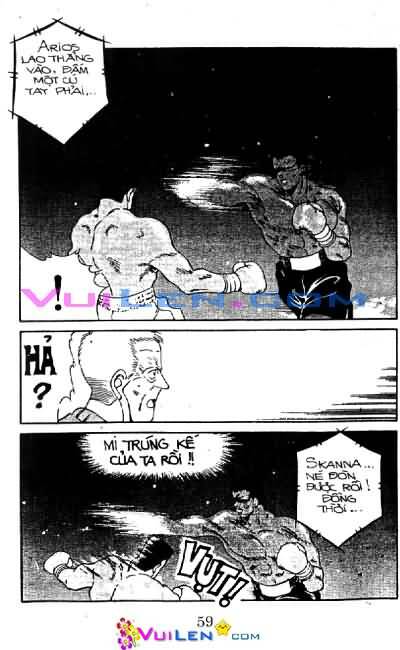 ARIOS
LAO THẲNG
VÀO, ĐẤM
MỘT CÚ
TAY PHẢI...
!
VuiLen.com
HẢ
?
MI TRÚNG KẾ
CỦA TA RỒI !!
SKANNA...
NÉ ĐÒN
ĐƯỢC RỒI !
ĐỒNG
THỜI...
VỤT!
59
VuiLen.com